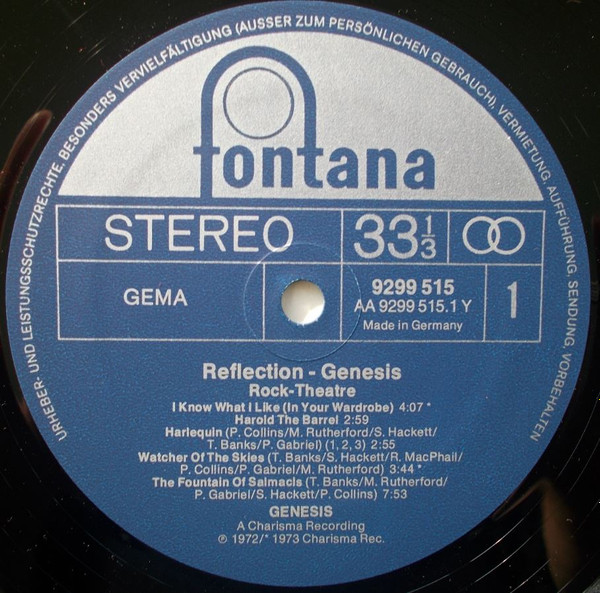 URHEBER- UND LEISTUNGSSCHUTZRECHTE, BESONDERS VERVIELFÄLTIGUNG (AUSSER ZUM PERSÖNLICHEN GEBRAUCH), VERMIETUNG, AUFFÜHRUNG, SENDUNG, VORBEHALTEN
fontana
STEREO
33 1/3
GEMA
9299 515
AA 9299 515.1 Y
Made in Germany
1
Reflection - Genesis
Rock-Theatre
I Know What I Like (In Your Wardrobe) 4:07 *
Harold The Barrel 2:59
Harlequin (P. Collins/M. Rutherford/S. Hackett/
T. Banks/P. Gabriel) (1, 2, 3) 2:55
Watcher Of The Skies (T. Banks/S. Hackett/R. MacPhail/
P. Collins/P. Gabriel/M. Rutherford) 3:44 *
The Fountain Of Salmacis (T. Banks/M. Rutherford/
P. Gabriel/S. Hackett/P. Collins) 7:53
GENESIS
A Charisma Recording
℗ 1972/* 1973 Charisma Rec.